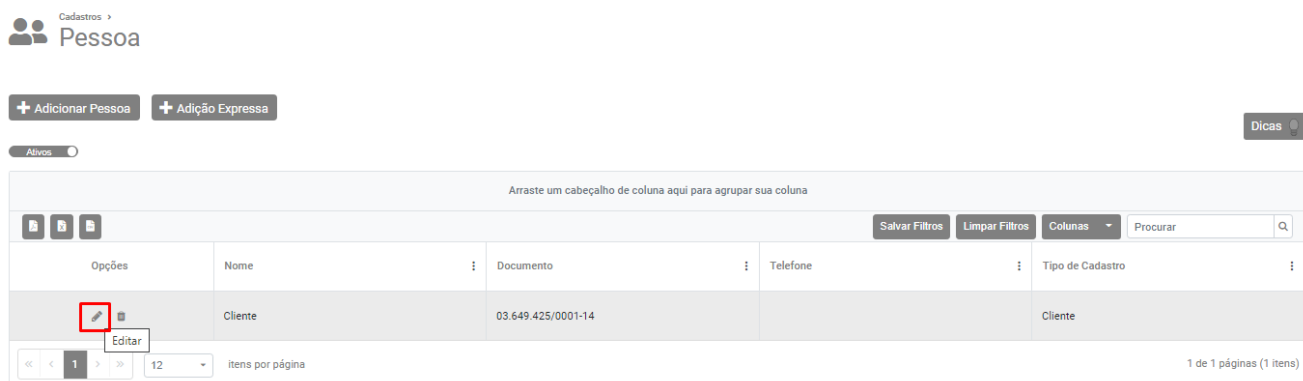 Cadastros >
Pessoa
Adicionar Pessoa
Adição Expressa
Dicas
Ativos
Arraste um cabeçalho de coluna aqui para agrupar sua coluna
Salvar Filtros Limpar Filtros Colunas Procurar
Opções Nome Documento Telefone Tipo de Cadastro
Cliente 03.649.425/0001-14 Cliente
Editar
« < 1 > » 12 itens por página 1 de 1 páginas (1 itens)